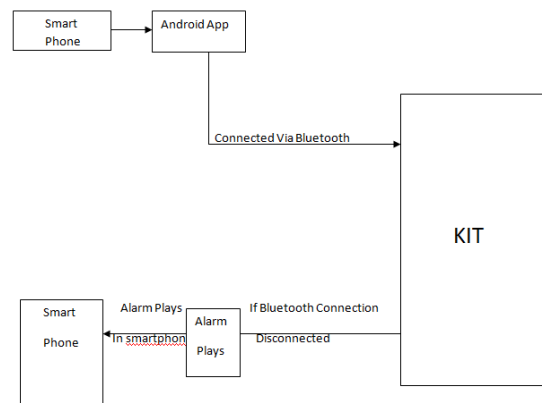 Smart
Phone
Android App
Connected Via Bluetooth
KIT
Alarm Plays
In smartphon
If Bluetooth Connection
Disconnected
Alarm
Plays
Smart
Phone